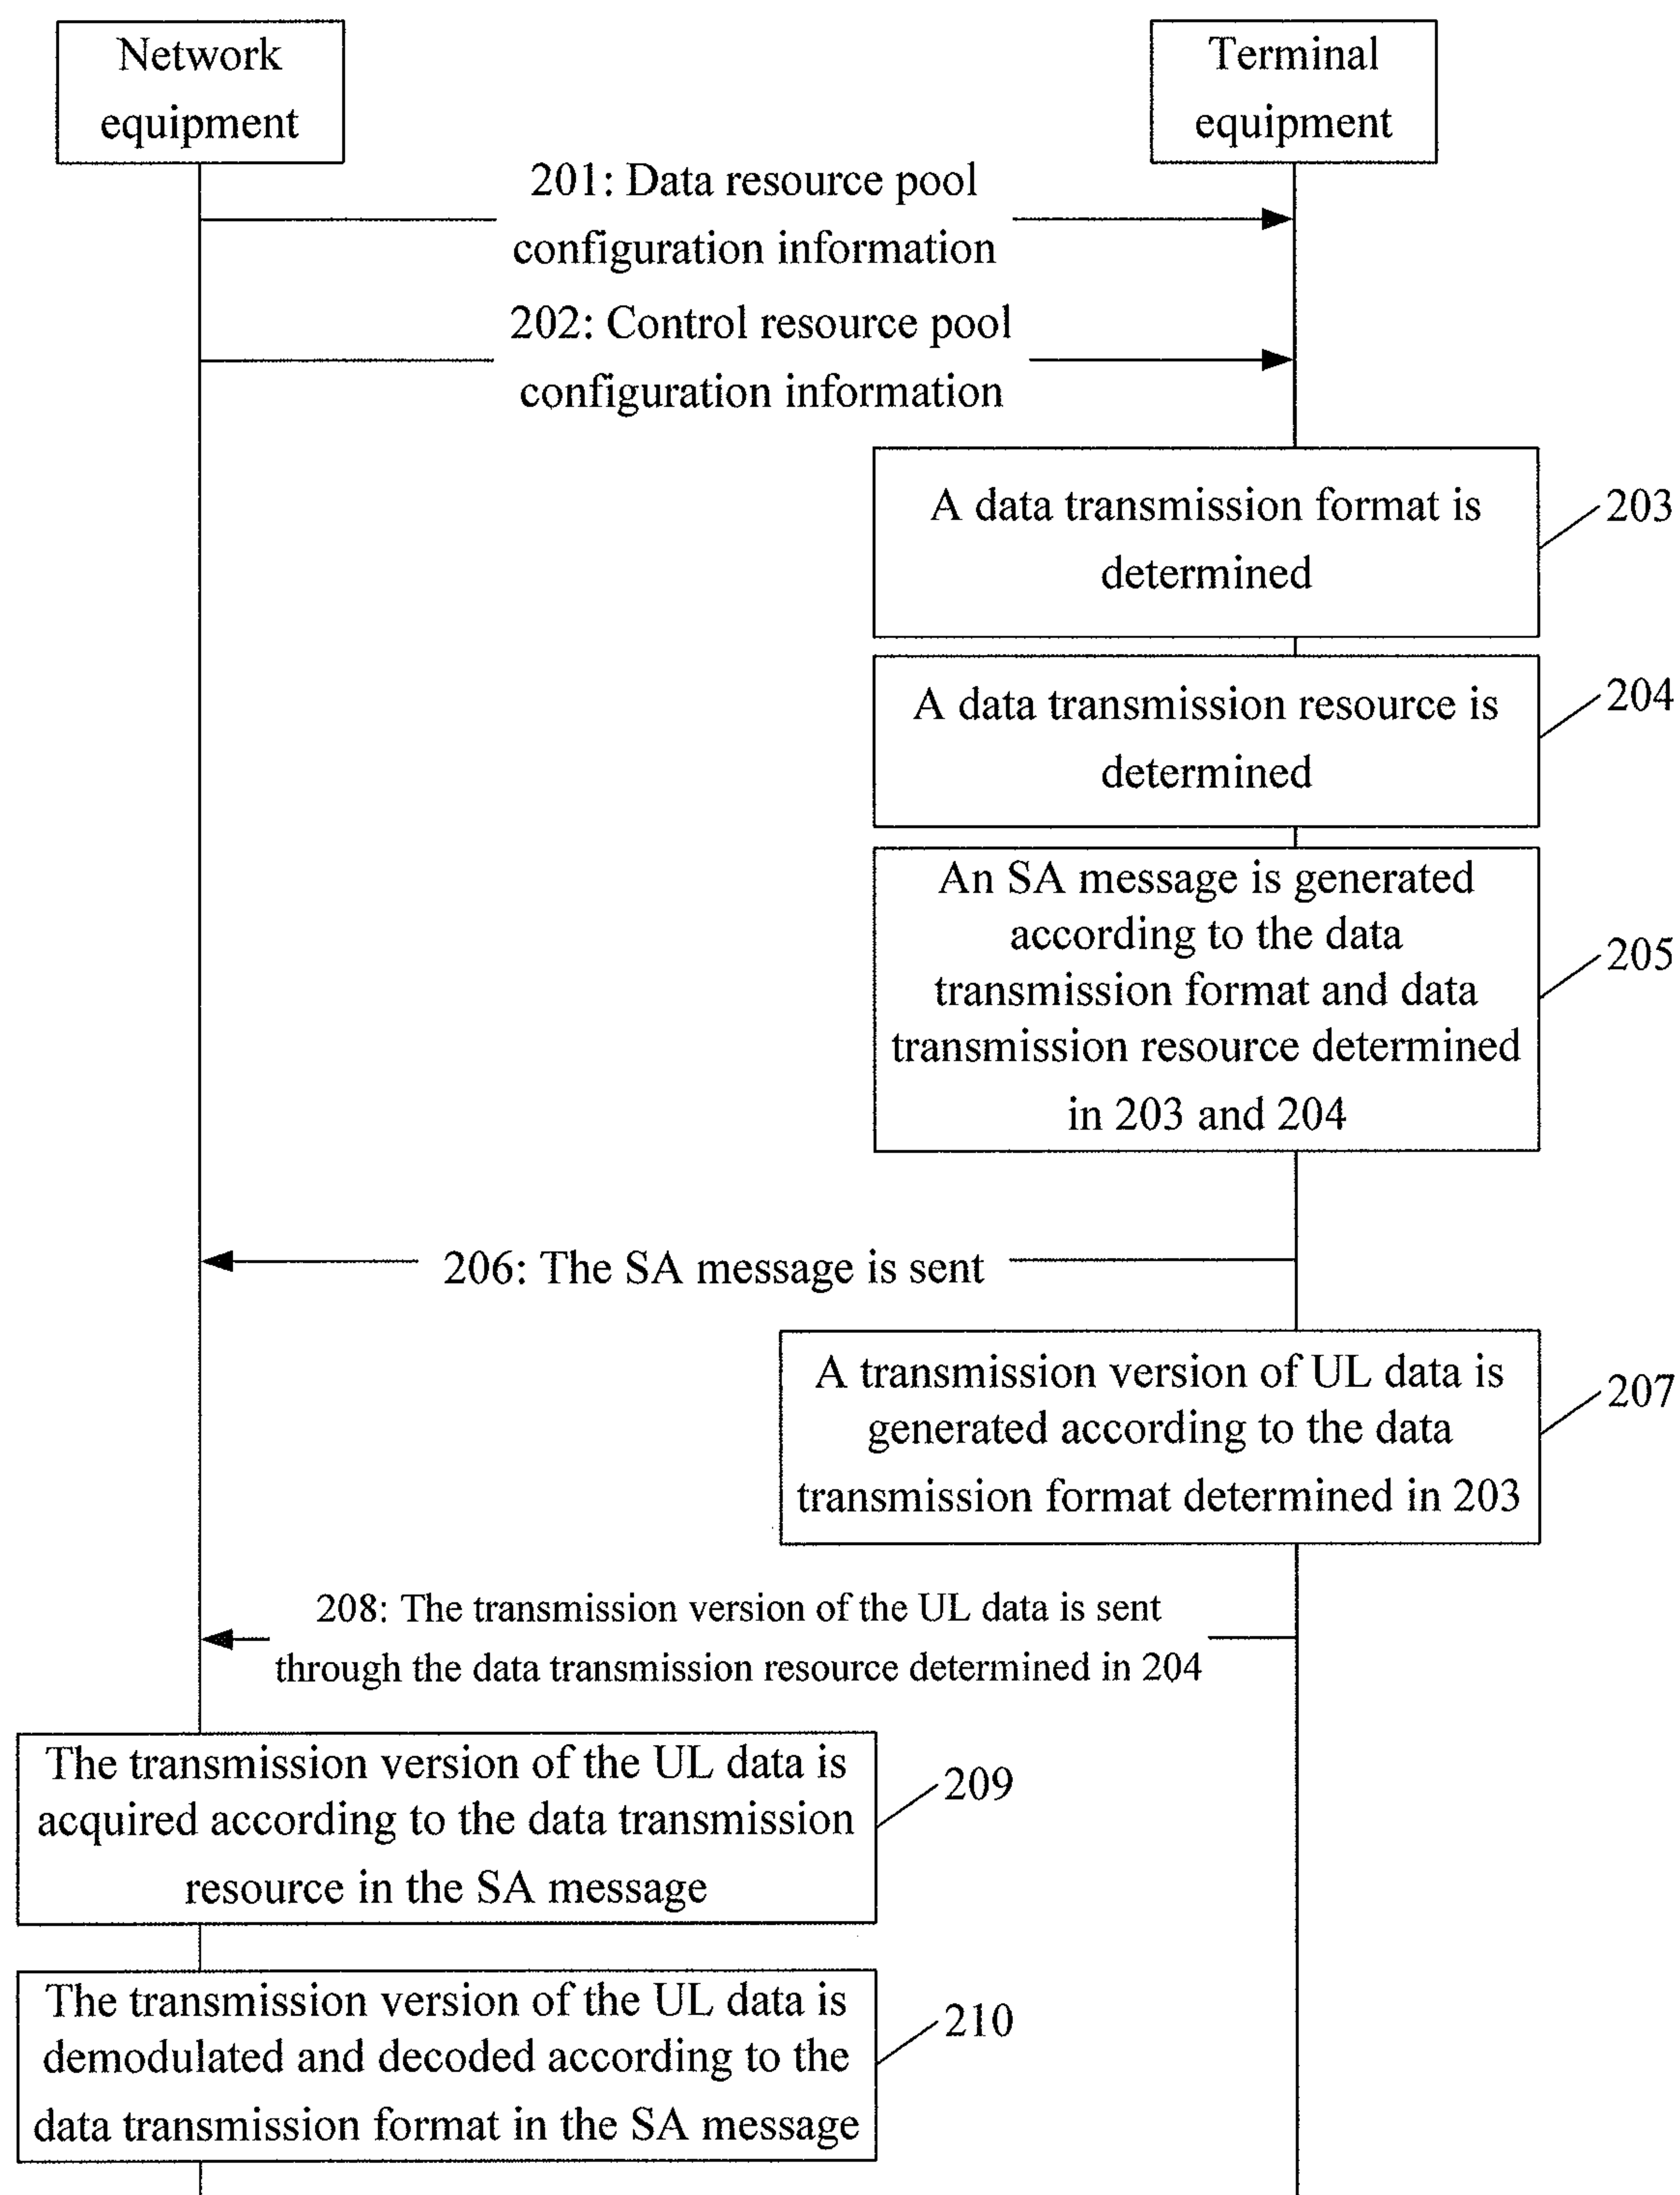 Network
equipment
Terminal
equipment
201: Data resource pool
configuration information
202: Control resource pool
configuration information
A data transmission format is
determined
203
A data transmission resource is
determined
204
An SA message is generated
according to the data
transmission format and data
transmission resource determined
in 203 and 204
205
206: The SA message is sent
A transmission version of UL data is
generated according to the data
transmission format determined in 203
207
208: The transmission version of the UL data is sent
through the data transmission resource determined in 204
The transmission version of the UL data is
acquired according to the data transmission
resource in the SA message
209
The transmission version of the UL data is
demodulated and decoded according to the
data transmission format in the SA message
210